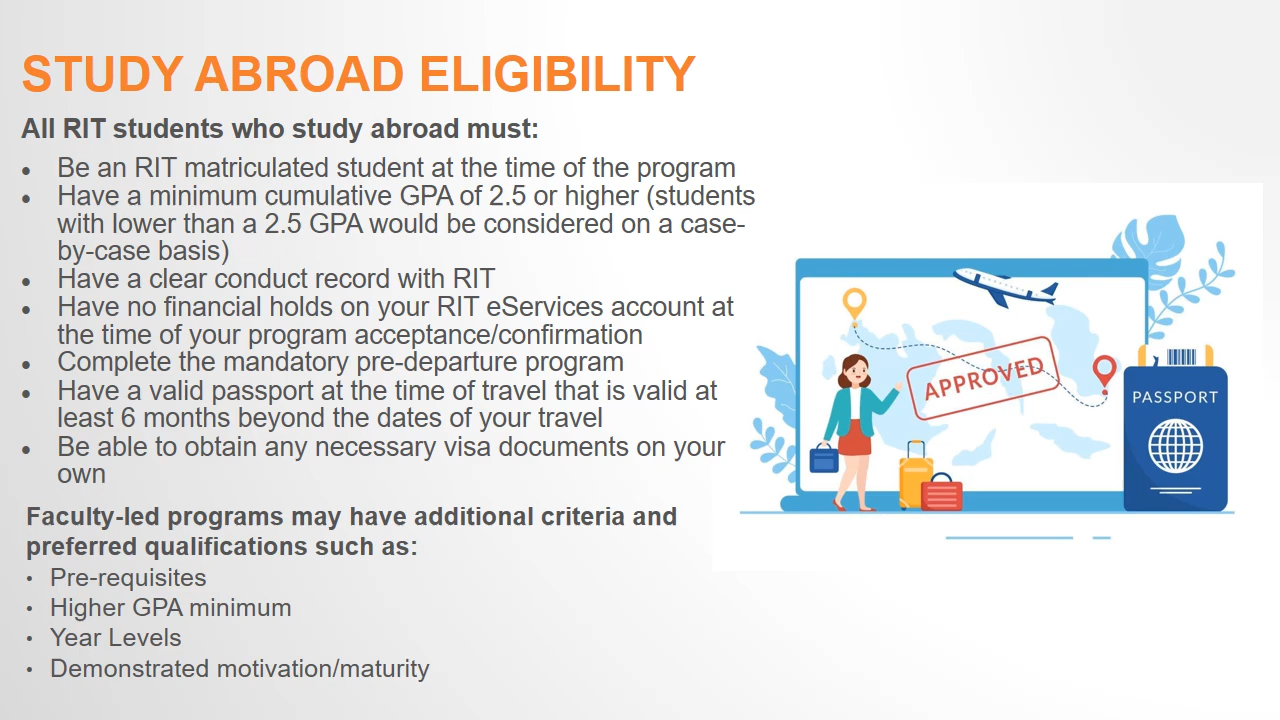 STUDY ABROAD ELIGIBILITY
All RIT students who study abroad must:
• Be an RIT matriculated student at the time of the program
• Have a minimum cumulative GPA of 2.5 or higher (students
with lower than a 2.5 GPA would be considered on a case-
by-case basis)
• Have a clear conduct record with RIT
• Have no financial holds on your RIT eServices account at
the time of your program acceptance/confirmation
• Complete the mandatory pre-departure program
• Have a valid passport at the time of travel that is valid at
least 6 months beyond the dates of your travel
• Be able to obtain any necessary visa documents on your
own
Faculty-led programs may have additional criteria and
preferred qualifications such as:
• Pre-requisites
• Higher GPA minimum
• Year Levels
• Demonstrated motivation/maturity
APPROVED
PASSPORT